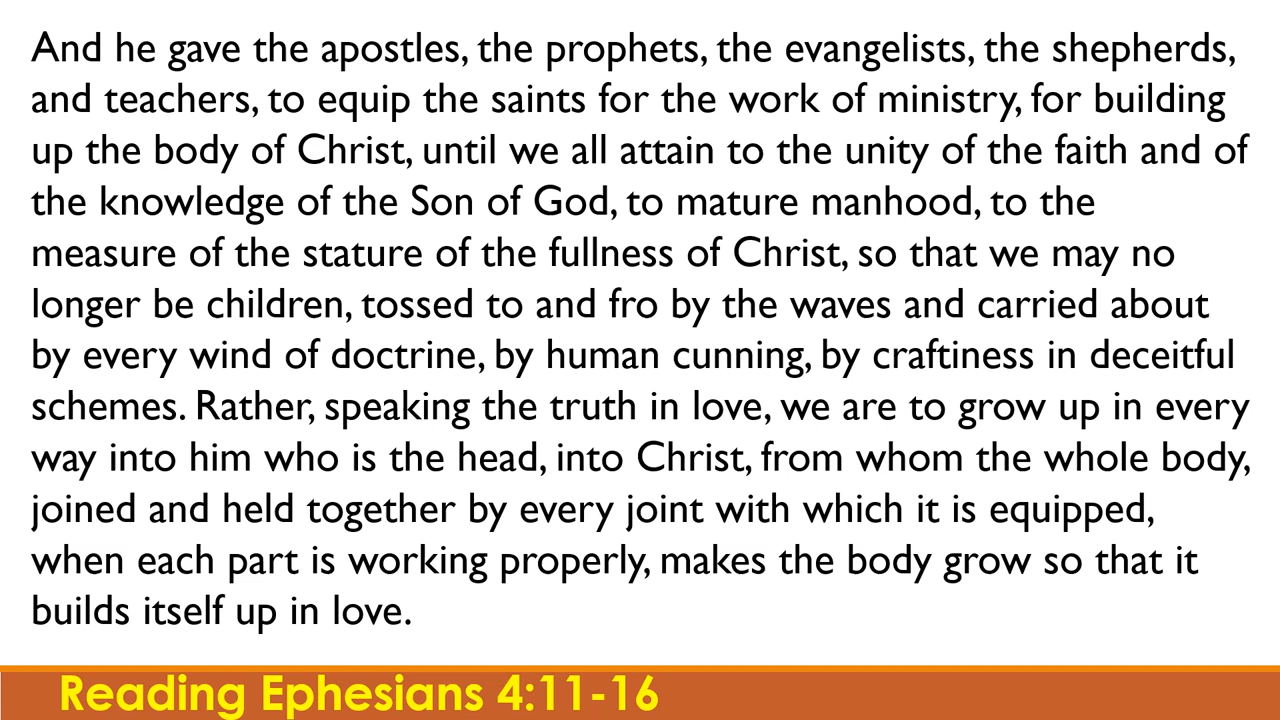 And he gave the apostles, the prophets, the evangelists, the shepherds,
and teachers, to equip the saints for the work of ministry, for building
up the body of Christ, until we all attain to the unity of the faith and of
the knowledge of the Son of God, to mature manhood, to the
measure of the stature of the fullness of Christ, so that we may no
longer be children, tossed to and fro by the waves and carried about
by every wind of doctrine, by human cunning, by craftiness in deceitful
schemes. Rather, speaking the truth in love, we are to grow up in every
way into him who is the head, into Christ, from whom the whole body,
joined and held together by every joint with which it is equipped,
when each part is working properly, makes the body grow so that it
builds itself up in love.
Reading Ephesians 4:11-16